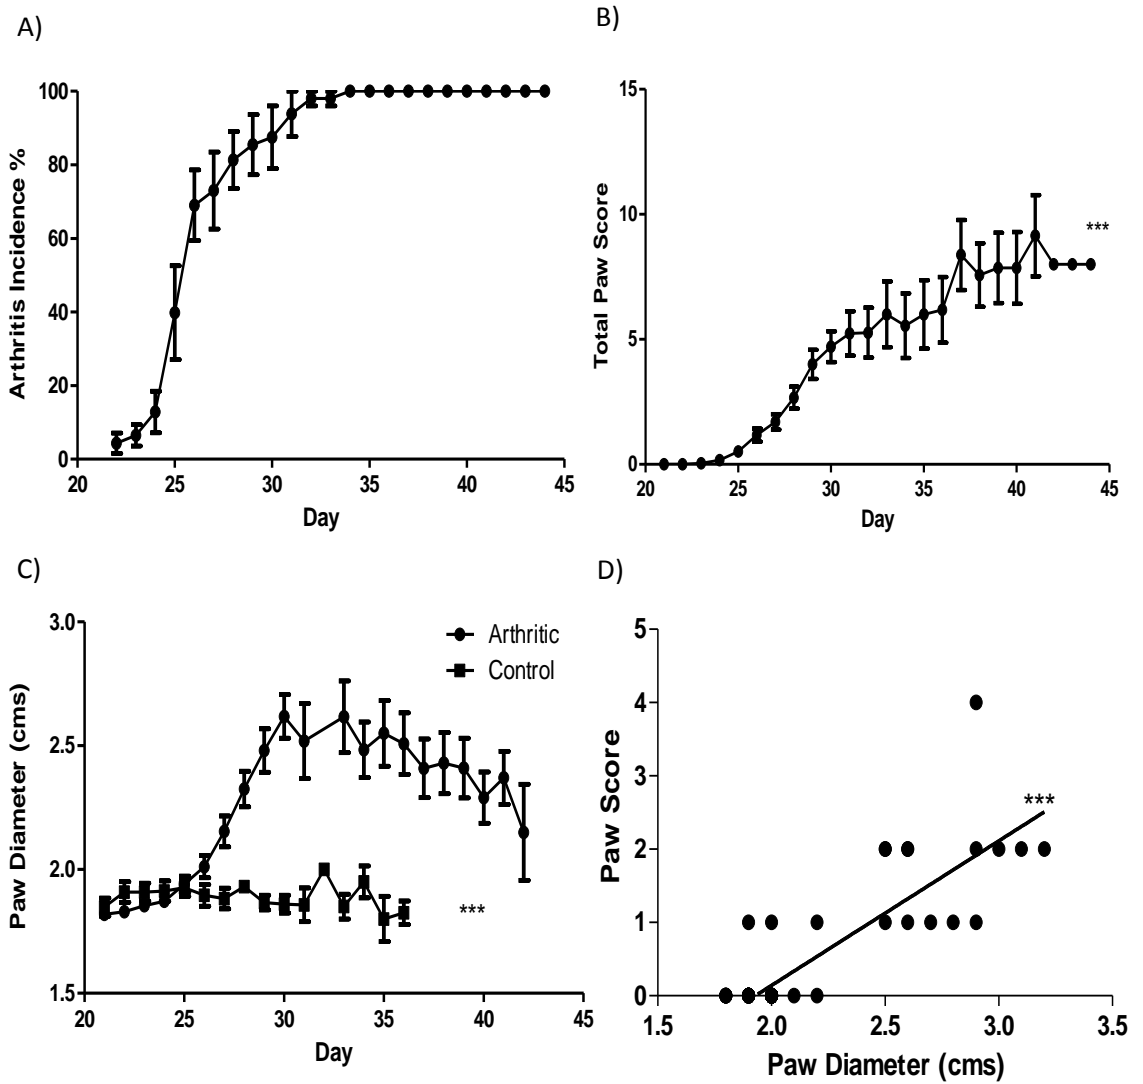 A)
Arthritis Incidence %
100
80
60
40
20
0
20 25 30 35 40 45
Day
B)
Total Paw Score
15
10
5
0
20 25 30 35 40 45
Day
***
C)
Paw Diameter (cms)
3.0
2.5
2.0
1.5
20 25 30 35 40 45
Day
Arthritic
Control
***
D)
Paw Score
5
4
3
2
1
0
1.5 2.0 2.5 3.0 3.5
Paw Diameter (cms)
***